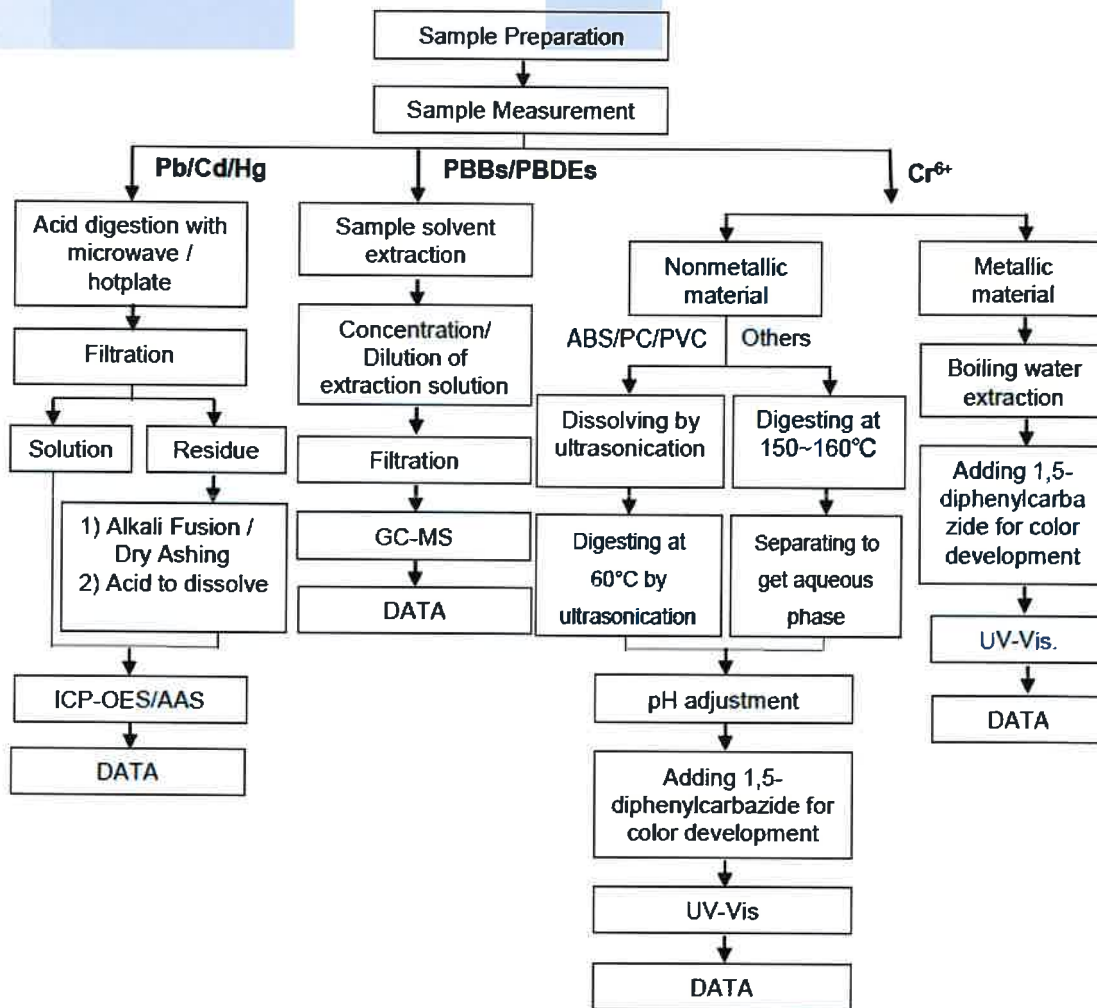 Sample Preparation
Sample Measurement
Pb/Cd/Hg
PBBs/PBDEs
Cr⁶⁺
Acid digestion with
microwave /
hotplate
Filtration
Solution
Residue
1) Alkali Fusion /
Dry Ashing
2) Acid to dissolve
ICP-OES/AAS
DATA
Sample solvent
extraction
Concentration/
Dilution of
extraction solution
Filtration
GC-MS
DATA
Nonmetallic
material
ABS/PC/PVC
Others
Dissolving by
ultrasonication
Digesting at
60°C by
ultrasonication
Digesting at
150~160°C
Separating to
get aqueous
phase
pH adjustment
Adding 1,5-
diphenylcarbazide for
color development
UV-Vis
DATA
Metallic
material
Boiling water
extraction
Adding 1,5-
diphenylcarba
zide for color
development
UV-Vis.
DATA